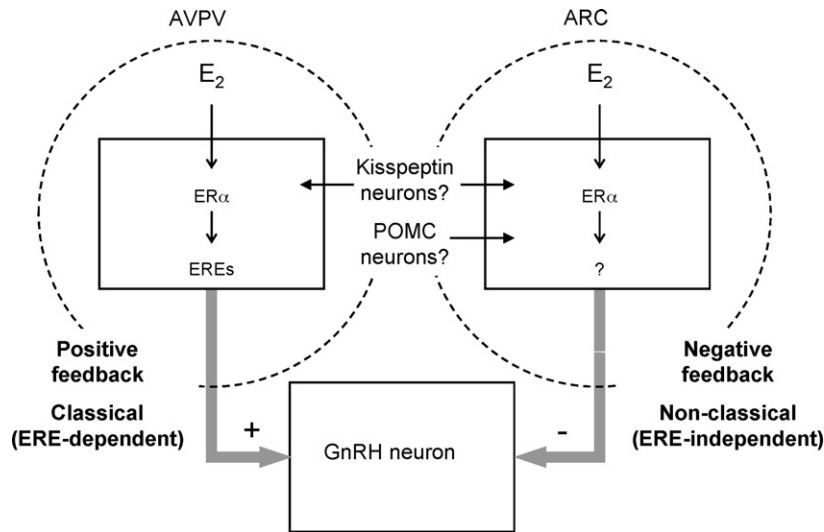 AVPV
ARC
E₂
E₂
Kisspeptin
neurons?
ERα
ERα
POMC
neurons?
EREs
?
Positive
feedback
Negative
feedback
Classical
(ERE-dependent)
+
-
Non-classical
(ERE-independent)
GnRH neuron